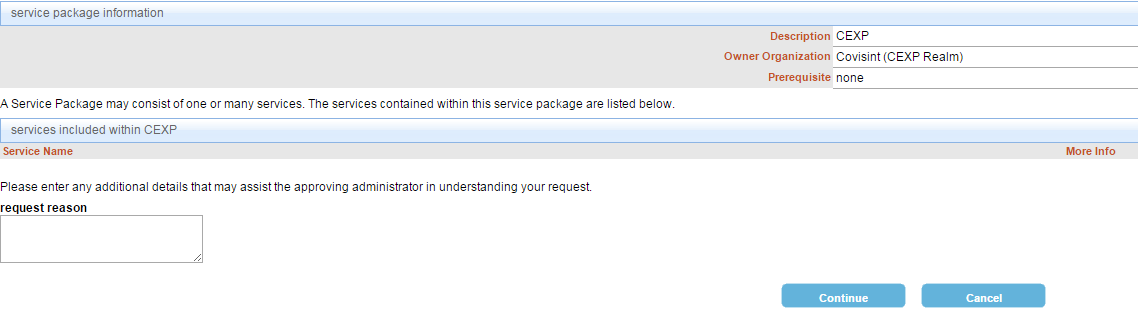 service package information
Description CEXP
Owner Organization Covisint (CEXP Realm)
Prerequisite none
A Service Package may consist of one or many services. The services contained within this service package are listed below.
services included within CEXP
Service Name More Info
Please enter any additional details that may assist the approving administrator in understanding your request.
request reason
Continue Cancel